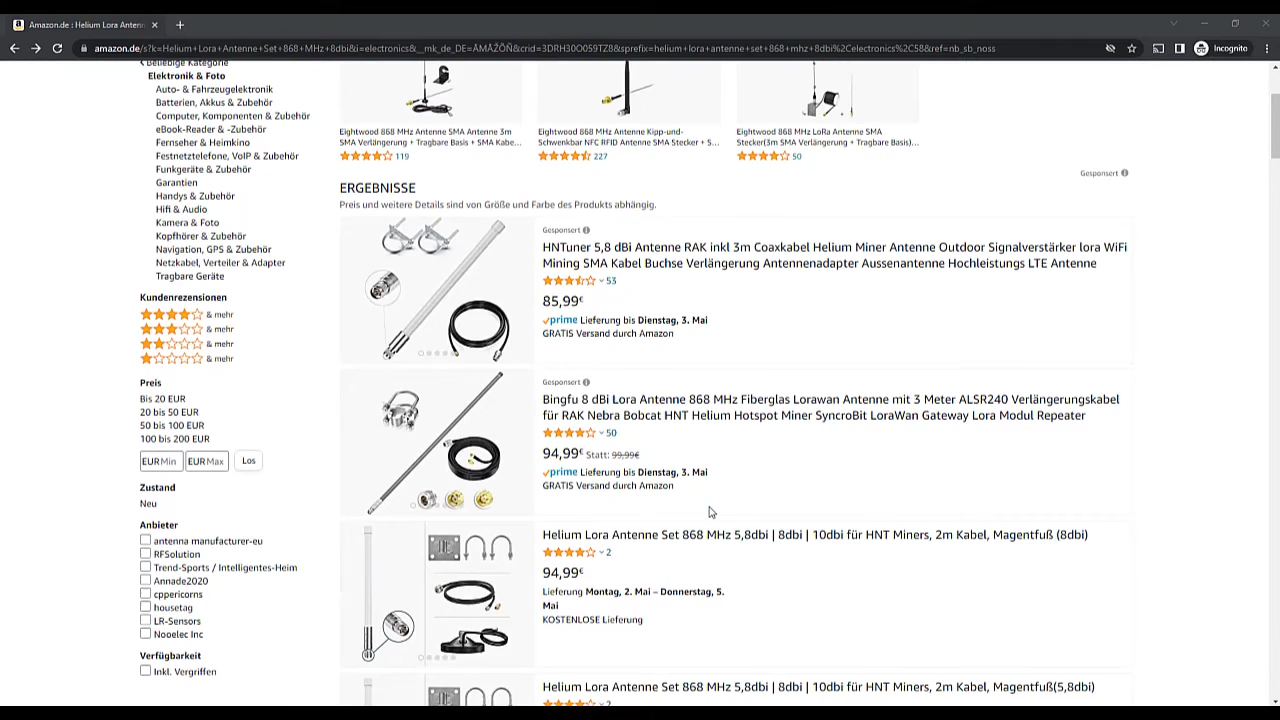 Amazon.de : Helium Lora Antenn
amazon.de/s?k=Helium+Lora+Antenne+Set+868+MHz+8dbi&i=electronics&__mk_de_DE=ÅMÅŽÕÑ&crid=3DRH30O059TZ8&sprefix=helium+lora+antenne+set+868+mhz+8dbi%2Celectronics%2C58&ref=nb_sb_noss
Incognito
Beliebige Kategorie
Elektronik & Foto
Auto- & Fahrzeugelektronik
Batterien, Akkus & Zubehör
Computer, Komponenten & Zubehör
eBook-Reader & -Zubehör
Fernseher & Heimkino
Festnetztelefone, VoIP & Zubehör
Funkgeräte & Zubehör
Garantien
Handys & Zubehör
Hifi & Audio
Kamera & Foto
Kopfhörer & Zubehör
Navigation, GPS & Zubehör
Netzkabel, Verteiler & Adapter
Tragbare Geräte
Kundenrezensionen
& mehr
& mehr
& mehr
& mehr
Preis
Bis 20 EUR
20 bis 50 EUR
50 bis 100 EUR
100 bis 200 EUR
EUR Min EUR Max Los
Zustand
Neu
Anbieter
antenna manufacturer-eu
RFSolution
Trend-Sports / Intelligentes-Heim
Annade2020
cppericorns
housetag
LR-Sensors
Nooelec Inc
Verfügbarkeit
Inkl. Vergriffen
Eightwood 868 MHz Antenne SMA Antenne 3m
SMA Verlängerung + Tragbare Basis + SMA Kabe...
119
Eightwood 868 MHz Antenne Kipp-und-
Schwenkbar NFC RFID Antenne SMA Stecker + 5...
227
Eightwood 868 MHz LoRa Antenne SMA
Stecker(3m SMA Verlängerung + Tragbare Basis)...
50
Gesponsert
ERGEBNISSE
Preis und weitere Details sind von Größe und Farbe des Produkts abhängig.
Gesponsert
HNTuner 5,8 dBi Antenne RAK inkl 3m Coaxkabel Helium Miner Antenne Outdoor Signalverstärker lora WiFi
Mining SMA Kabel Buchse Verlängerung Antennenadapter Aussenantenne Hochleistungs LTE Antenne
53
85,99€
prime Lieferung bis Dienstag, 3. Mai
GRATIS Versand durch Amazon
Gesponsert
Bingfu 8 dBi Lora Antenne 868 MHz Fiberglas Lorawan Antenne mit 3 Meter ALSR240 Verlängerungskabel
für RAK Nebra Bobcat HNT Helium Hotspot Miner SyncroBit LoraWan Gateway Lora Modul Repeater
50
94,99€ Statt: 99,99€
prime Lieferung bis Dienstag, 3. Mai
GRATIS Versand durch Amazon
Helium Lora Antenne Set 868 MHz 5,8dbi | 8dbi | 10dbi für HNT Miners, 2m Kabel, Magentfuß (8dbi)
2
94,99€
Lieferung Montag, 2. Mai – Donnerstag, 5.
Mai
KOSTENLOSE Lieferung
Helium Lora Antenne Set 868 MHz 5,8dbi | 8dbi | 10dbi für HNT Miners, 2m Kabel, Magentfuß(5,8dbi)
2